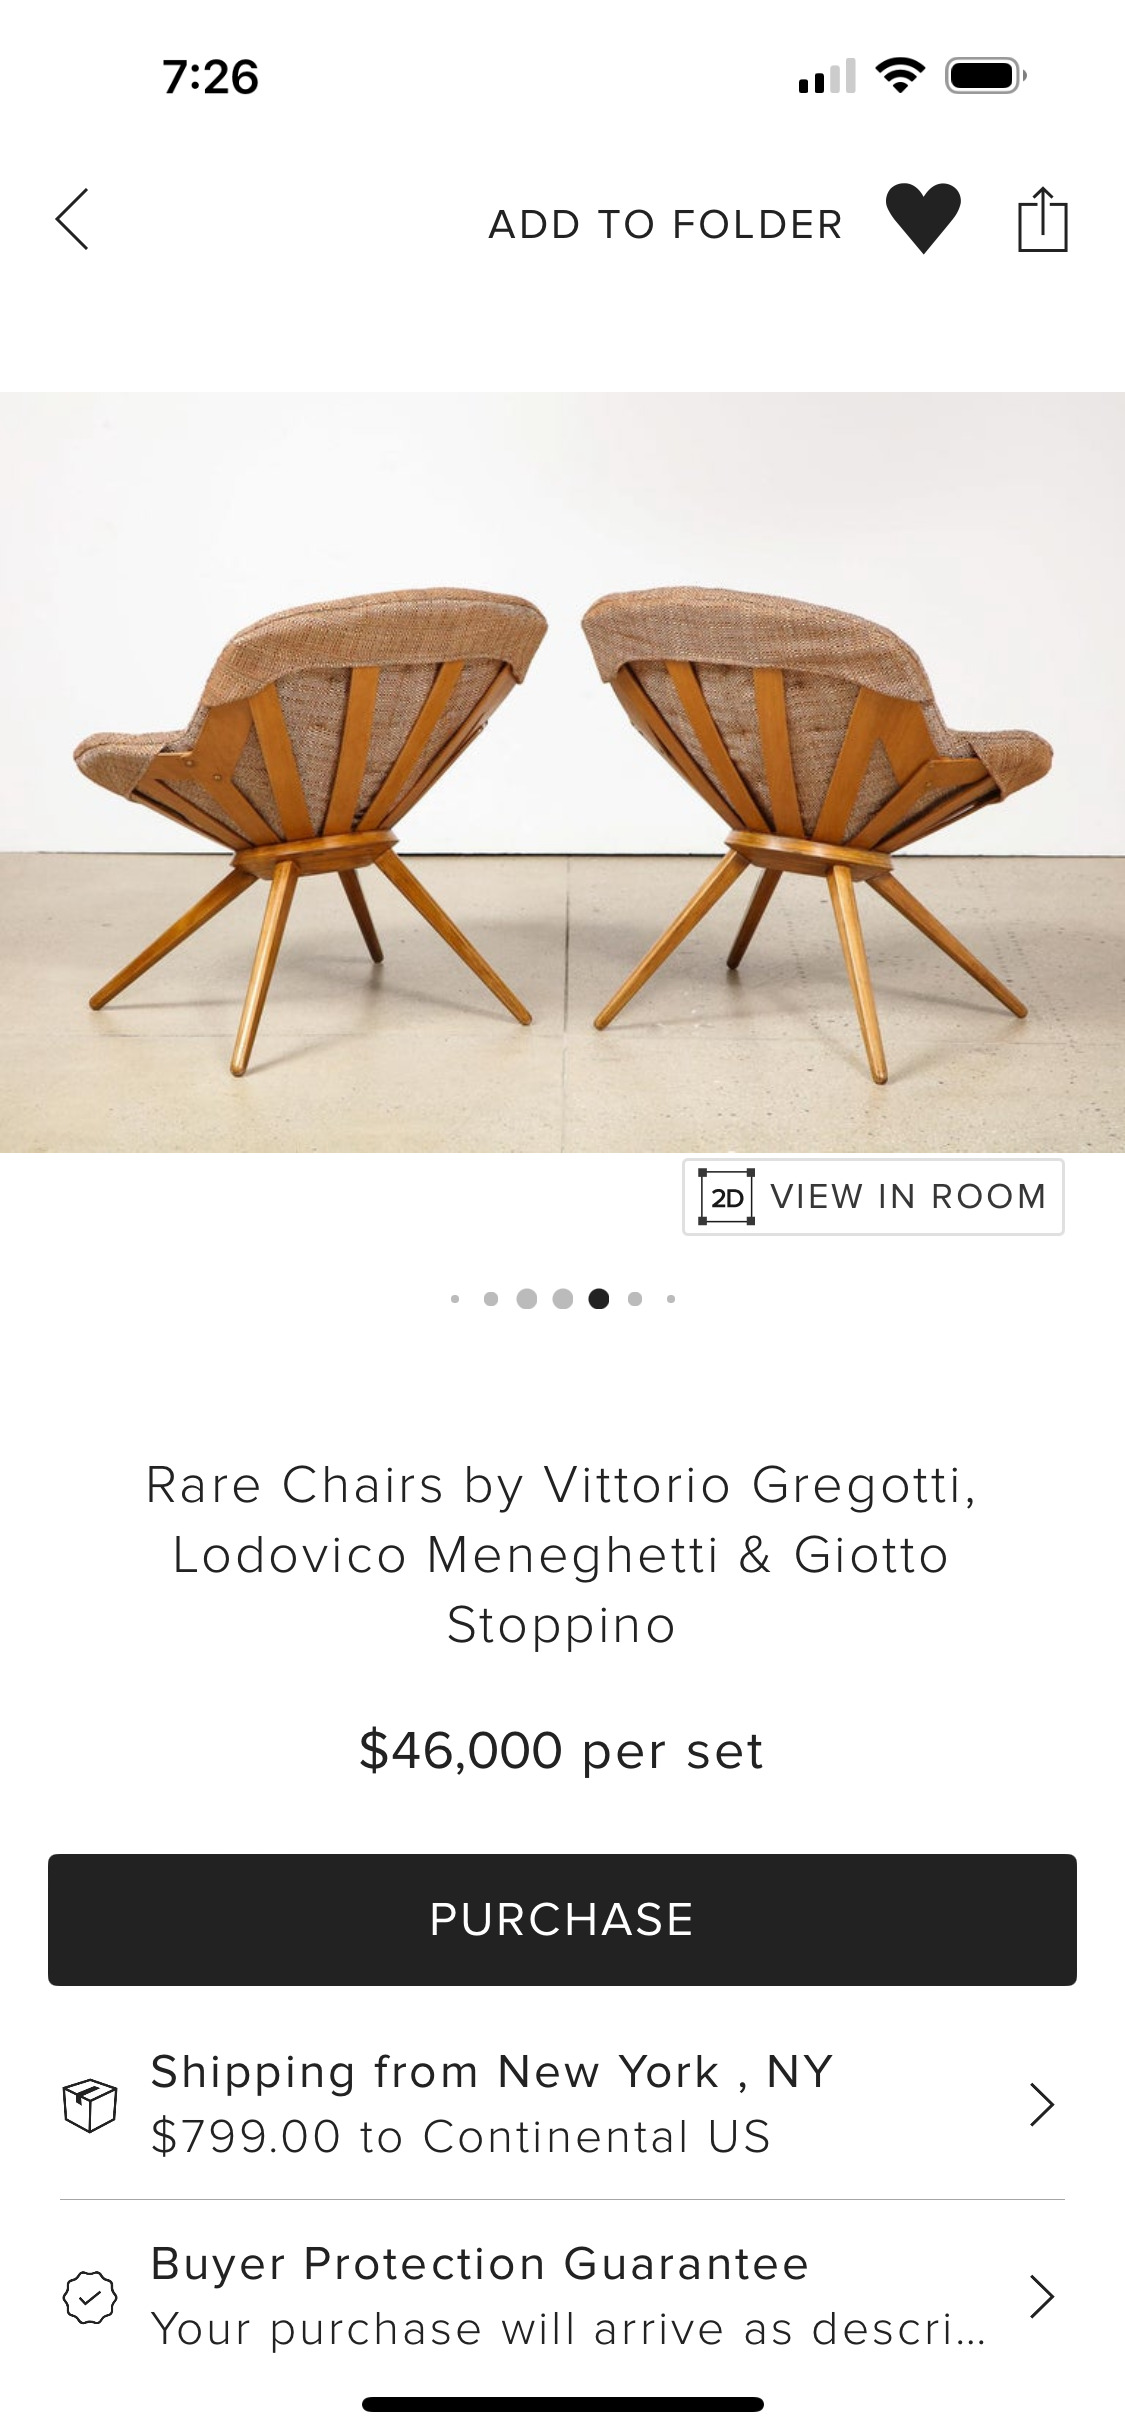 7:26
ADD TO FOLDER
2D VIEW IN ROOM
Rare Chairs by Vittorio Gregotti,
Lodovico Meneghetti & Giotto
Stoppino
$46,000 per set
PURCHASE
Shipping from New York , NY
$799.00 to Continental US
Buyer Protection Guarantee
Your purchase will arrive as descri...